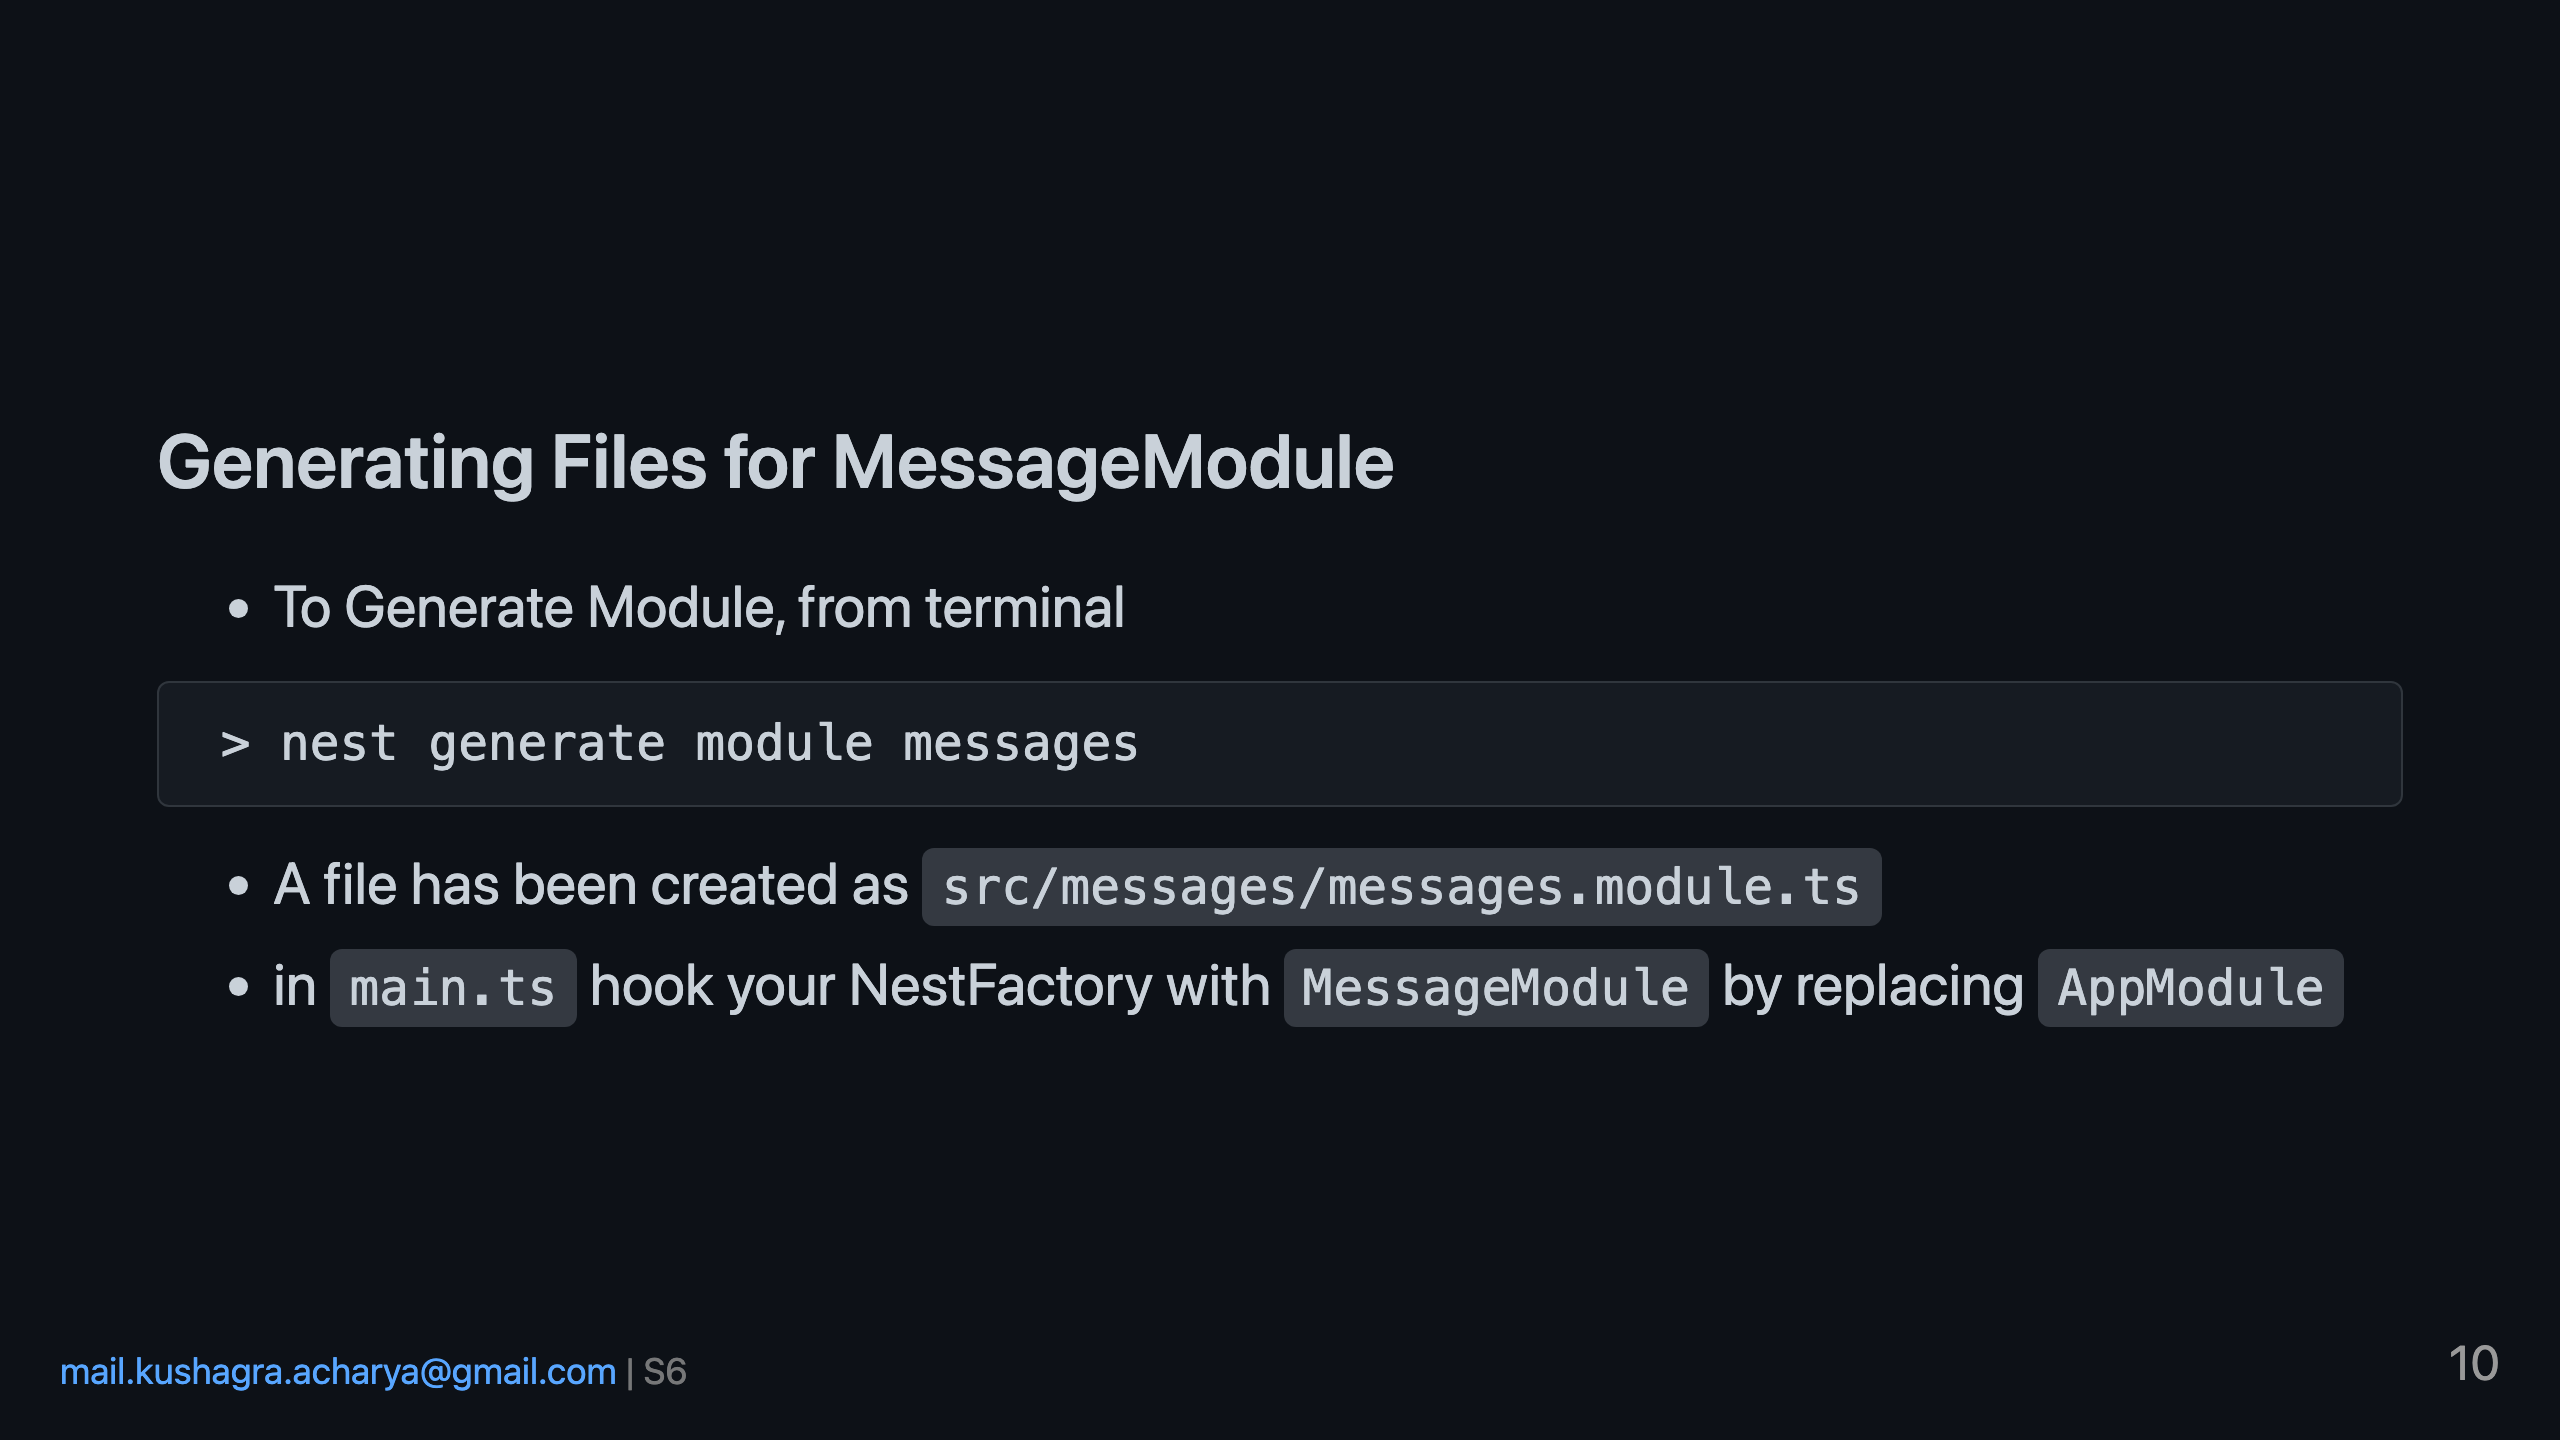 Generating Files for MessageModule
• To Generate Module, from terminal
> nest generate module messages
• A file has been created as src/messages/messages.module.ts
• in main.ts hook your NestFactory with MessageModule by replacing AppModule
mail.kushagra.acharya@gmail.com | S6
10